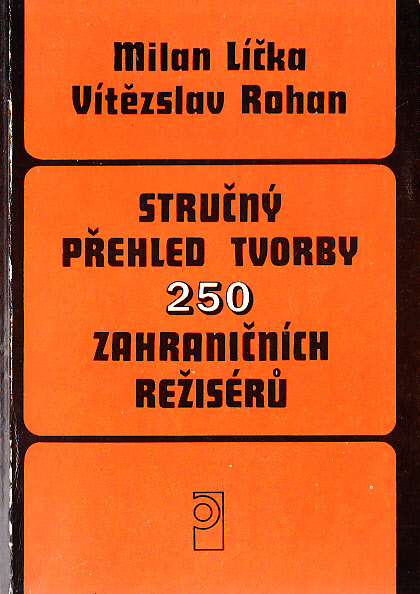 Milan Líčka
Vítězslav Rohan
STRUČNÝ
PŘEHLED TVORBY
250
ZAHRANIČNÍCH
REŽISÉRŮ